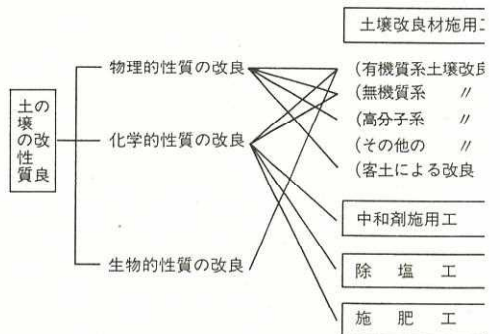 土壌改良材施用工
物理的性質の改良
(有機質系土壌改良
(無機質系 〃
土壌の性質の改良
(高分子系 〃
化学的性質の改良
(その他の 〃
(客土による改良
中和剤施用工
生物的性質の改良
除塩工
施肥工